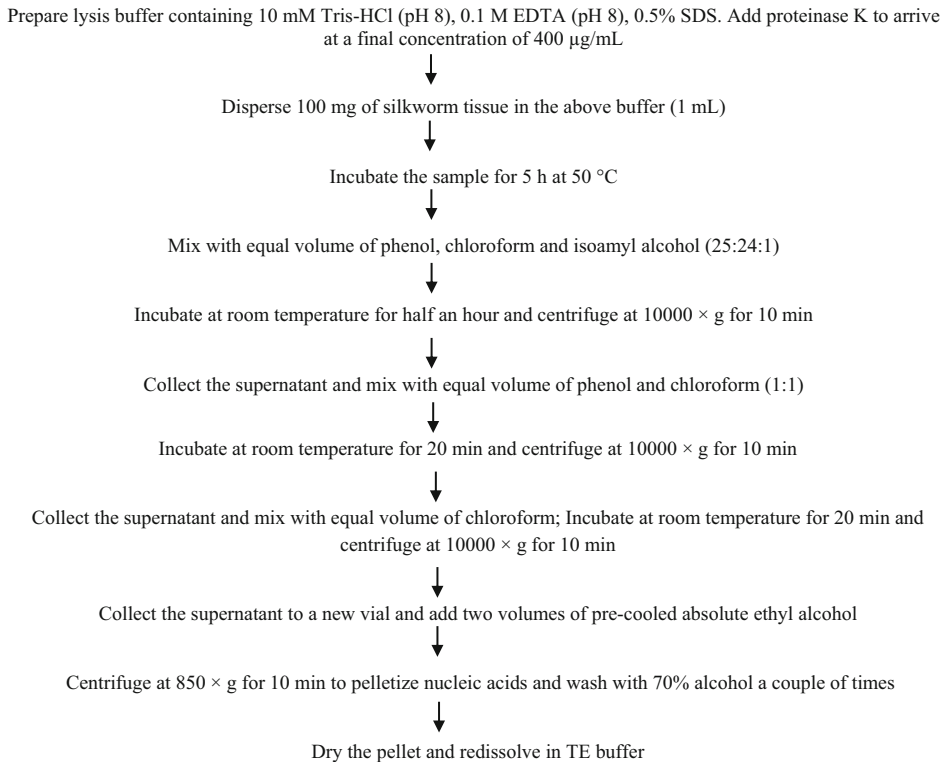 Prepare lysis buffer containing 10 mM Tris-HCl (pH 8), 0.1 M EDTA (pH 8), 0.5% SDS. Add proteinase K to arrive
at a final concentration of 400 µg/mL
Disperse 100 mg of silkworm tissue in the above buffer (1 mL)
Incubate the sample for 5 h at 50 °C
Mix with equal volume of phenol, chloroform and isoamyl alcohol (25:24:1)
Incubate at room temperature for half an hour and centrifuge at 10000 × g for 10 min
Collect the supernatant and mix with equal volume of phenol and chloroform (1:1)
Incubate at room temperature for 20 min and centrifuge at 10000 × g for 10 min
Collect the supernatant and mix with equal volume of chloroform; Incubate at room temperature for 20 min and
centrifuge at 10000 × g for 10 min
Collect the supernatant to a new vial and add two volumes of pre-cooled absolute ethyl alcohol
Centrifuge at 850 × g for 10 min to pelletize nucleic acids and wash with 70% alcohol a couple of times
Dry the pellet and redissolve in TE buffer